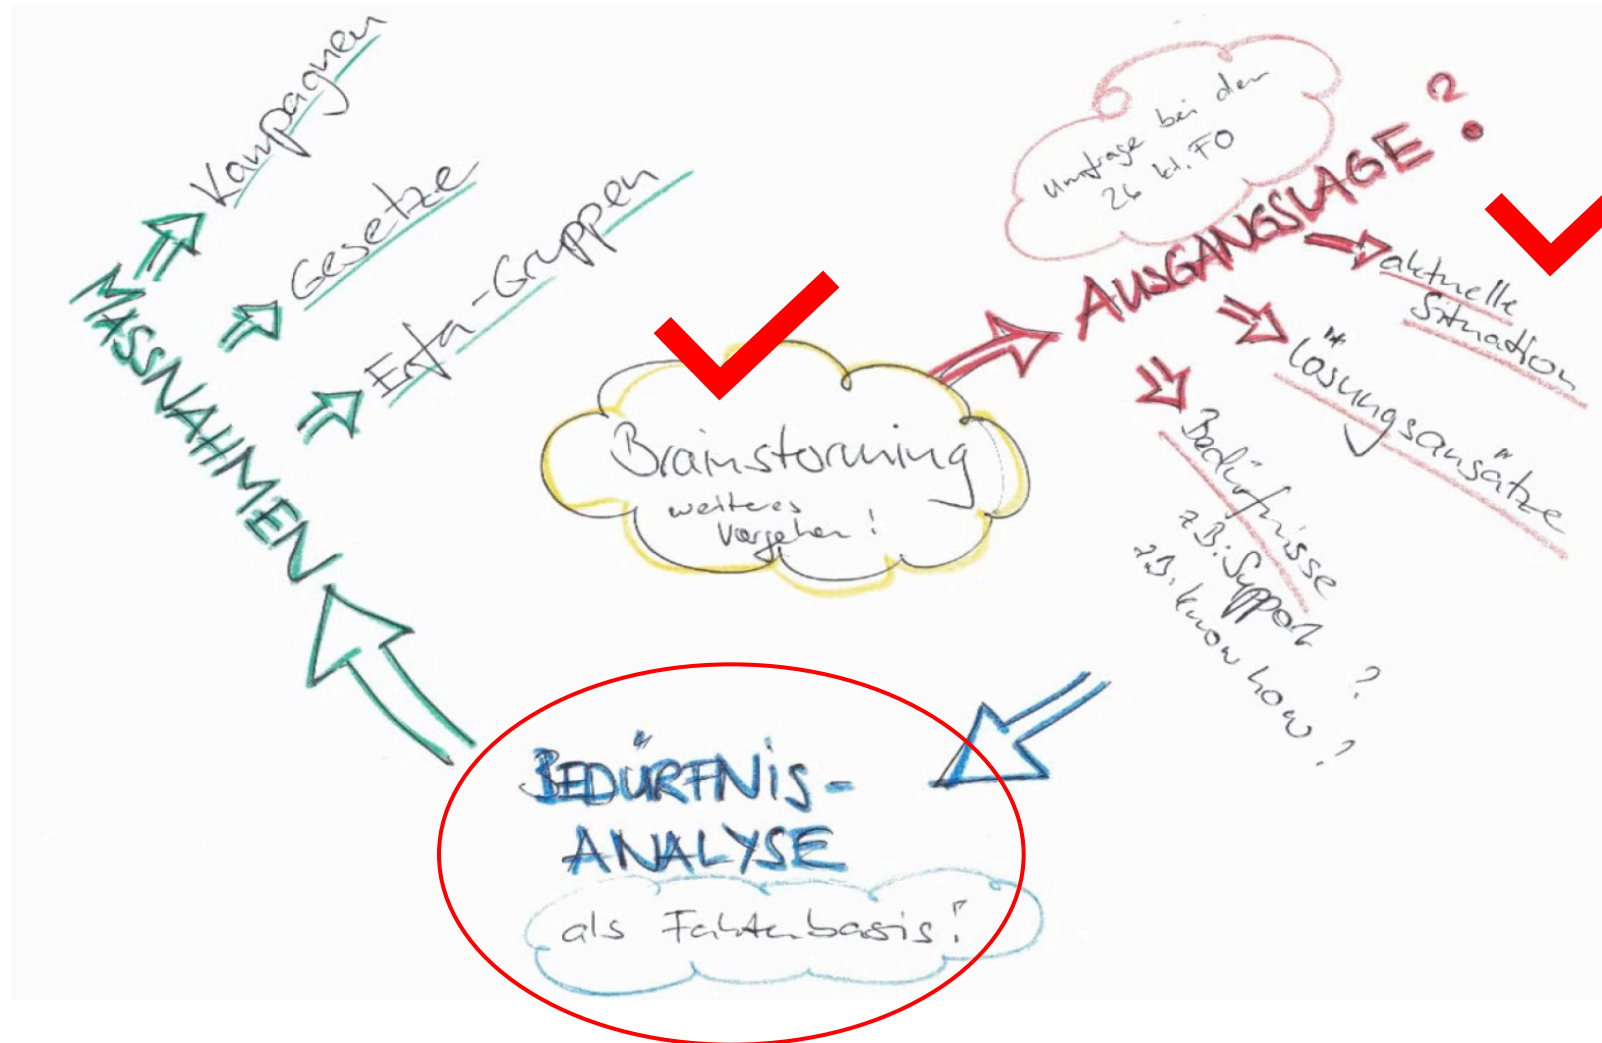 Brainstorming
weiteres
Vorgehen!
Umfrage bei den
26 kt. FO
AUSGANGSLAGE?
aktuelle
Situation
Lösungsansätze
Bedürfnisse
z.B. Support ?
z.B. know how ?
BEDÜRFNIS-
ANALYSE
als Faktenbasis!
MASSNAHMEN
Kampagnen
Gesetze
Erfa-Gruppen